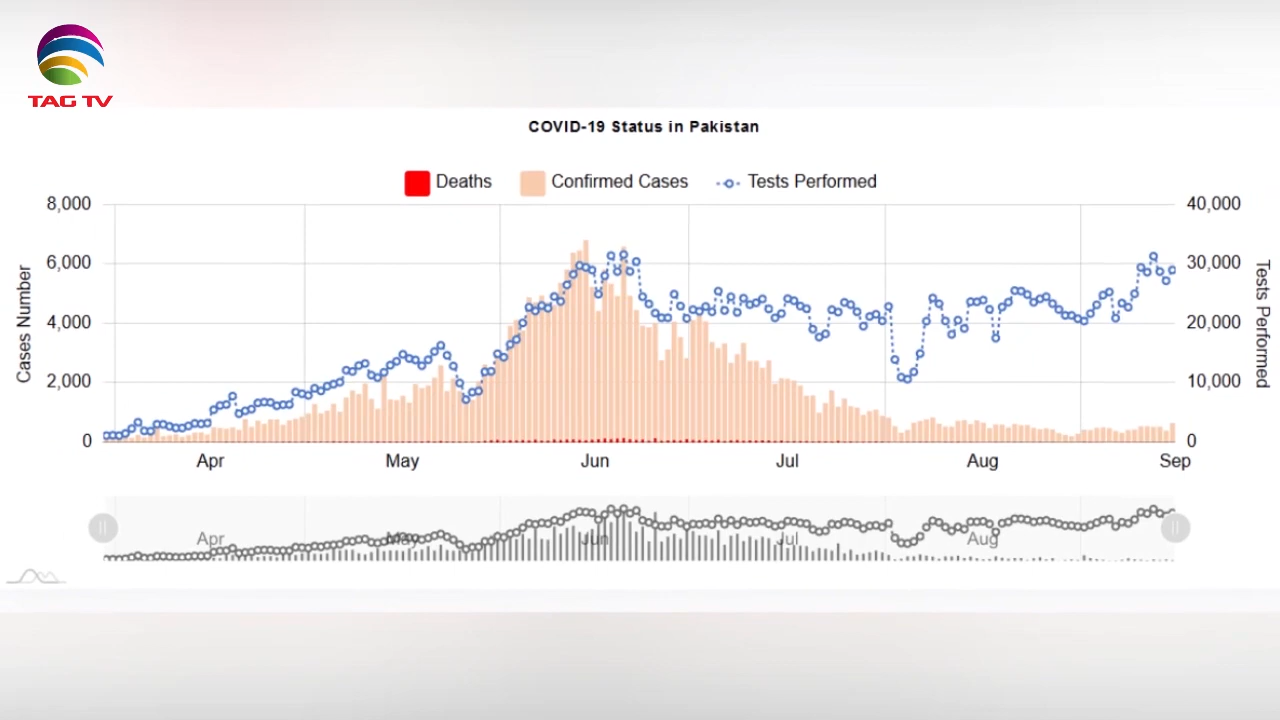 TAG TV
COVID-19 Status in Pakistan
Deaths Confirmed Cases Tests Performed
8,000 40,000
6,000 30,000
4,000 20,000
2,000 10,000
0 0
Cases Number
Tests Performed
Apr May Jun Jul Aug Sep
Apr May Jun Jul Aug